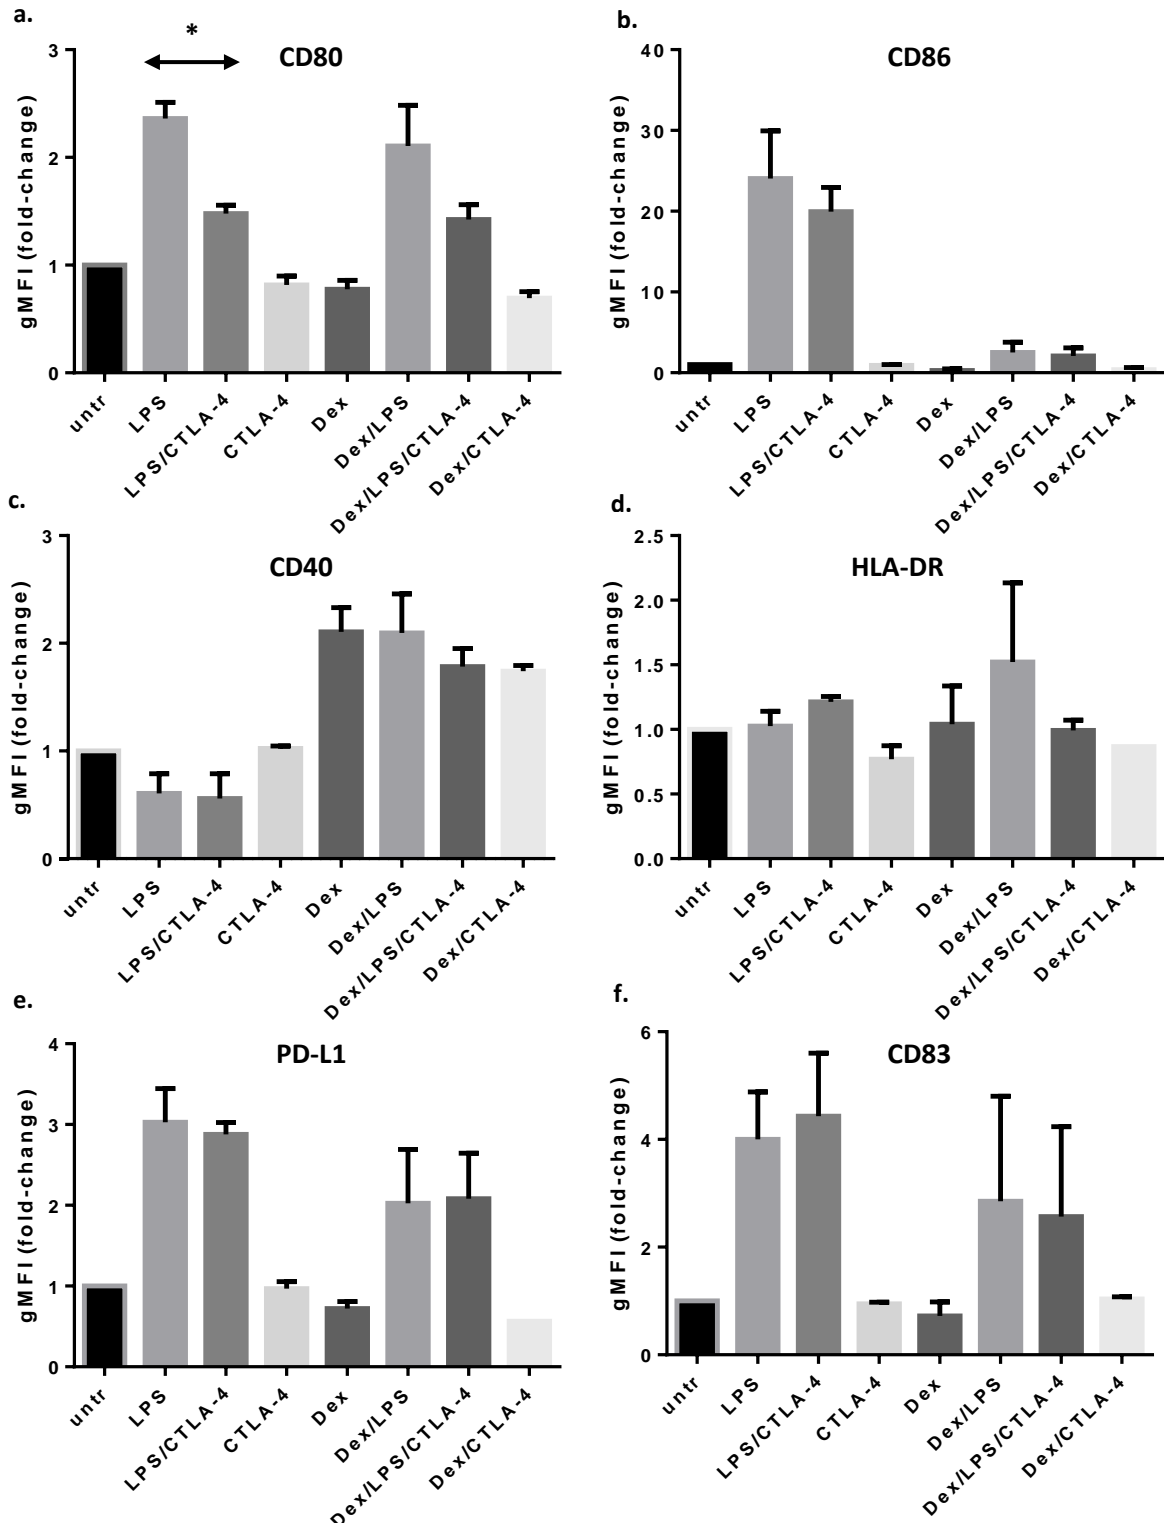 a.
*
CD80
gMFI (fold-change)
3
2
1
0
untr
LPS
LPS/CTLA-4
CTLA-4
Dex
Dex/LPS
Dex/LPS/CTLA-4
Dex/CTLA-4
b.
CD86
gMFI (fold-change)
40
30
20
10
0
untr
LPS
LPS/CTLA-4
CTLA-4
Dex
Dex/LPS
Dex/LPS/CTLA-4
Dex/CTLA-4
c.
CD40
gMFI (fold-change)
3
2
1
0
untr
LPS
LPS/CTLA-4
CTLA-4
Dex
Dex/LPS
Dex/LPS/CTLA-4
Dex/CTLA-4
d.
HLA-DR
gMFI (fold-change)
2.5
2.0
1.5
1.0
0.5
0.0
untr
LPS
LPS/CTLA-4
CTLA-4
Dex
Dex/LPS
Dex/LPS/CTLA-4
Dex/CTLA-4
e.
PD-L1
gMFI (fold-change)
4
3
2
1
0
untr
LPS
LPS/CTLA-4
CTLA-4
Dex
Dex/LPS
Dex/LPS/CTLA-4
Dex/CTLA-4
f.
CD83
gMFI (fold-change)
6
4
2
0
untr
LPS
LPS/CTLA-4
CTLA-4
Dex
Dex/LPS
Dex/LPS/CTLA-4
Dex/CTLA-4